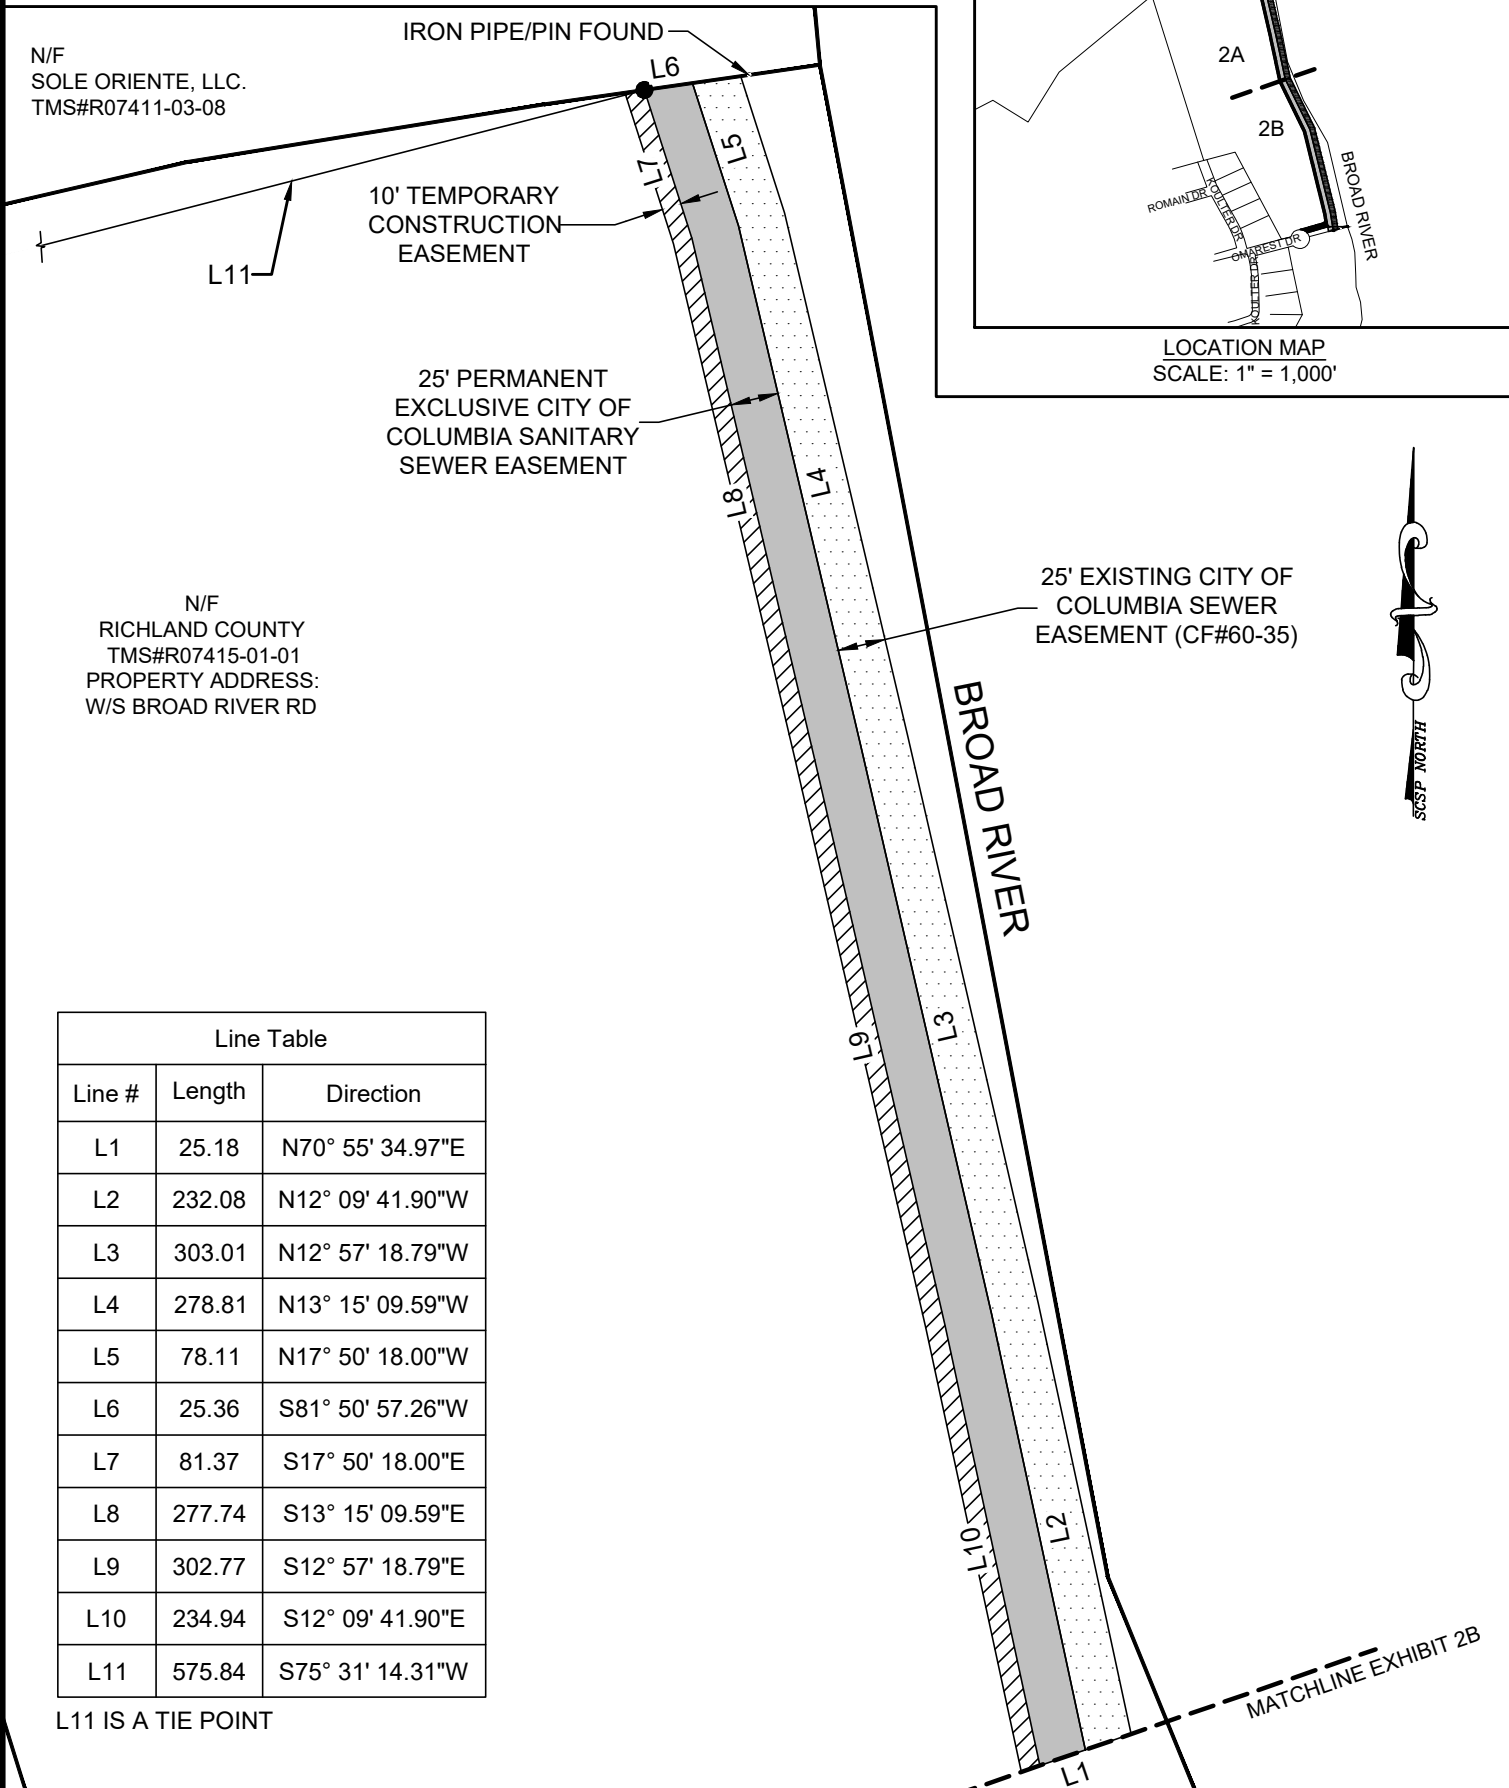 IRON PIPE/PIN FOUND
N/F
SOLE ORIENTE, LLC.
TMS#R07411-03-08
L6
L5
L7
10' TEMPORARY
CONSTRUCTION
EASEMENT
L11
2A
2B
BROAD RIVER
ROMAIN DR
KOULTER DR
OMAREST DR
KOULTER DR
LOCATION MAP
SCALE: 1" = 1,000'
25' PERMANENT
EXCLUSIVE CITY OF
COLUMBIA SANITARY
SEWER EASEMENT
L4
L8
25' EXISTING CITY OF
COLUMBIA SEWER
EASEMENT (CF#60-35)
N/F
RICHLAND COUNTY
TMS#R07415-01-01
PROPERTY ADDRESS:
W/S BROAD RIVER RD
SCSP NORTH
BROAD RIVER
L3
L9
Line Table
Line # Length Direction
L1 25.18 N70° 55' 34.97"E
L2 232.08 N12° 09' 41.90"W
L3 303.01 N12° 57' 18.79"W
L4 278.81 N13° 15' 09.59"W
L5 78.11 N17° 50' 18.00"W
L6 25.36 S81° 50' 57.26"W
L7 81.37 S17° 50' 18.00"E
L8 277.74 S13° 15' 09.59"E
L9 302.77 S12° 57' 18.79"E
L10 234.94 S12° 09' 41.90"E
L11 575.84 S75° 31' 14.31"W
L11 IS A TIE POINT
L2
L10
MATCHLINE EXHIBIT 2B
L1